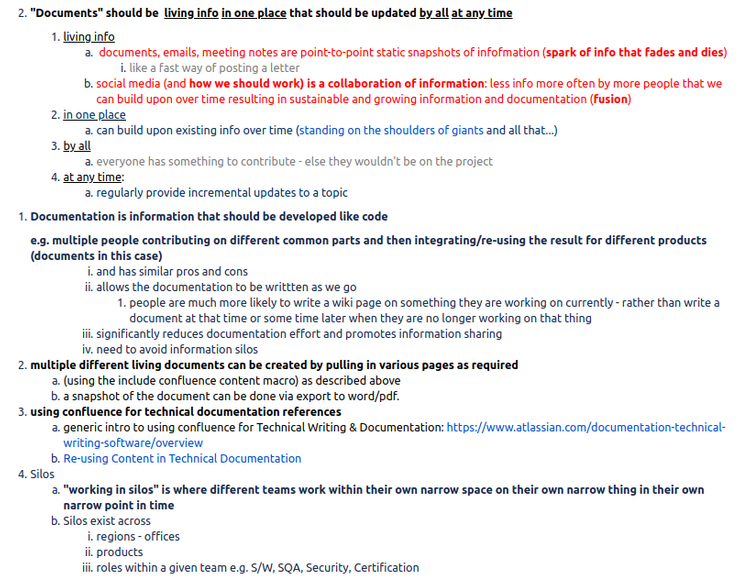 2. "Documents" should be living info in one place that should be updated by all at any time
1. living info
a. documents, emails, meeting notes are point-to-point static snapshots of infofmation (spark of info that fades and dies)
i. like a fast way of posting a letter
b. social media (and how we should work) is a collaboration of information: less info more often by more people that we
can build upon over time resulting in sustainable and growing information and documentation (fusion)
2. in one place
a. can build upon existing info over time (standing on the shoulders of giants and all that...)
3. by all
a. everyone has something to contribute - else they wouldn't be on the project
4. at any time:
a. regularly provide incremental updates to a topic
1. Documentation is information that should be developed like code
e.g. multiple people contributing on different common parts and then integrating/re-using the result for different products
(documents in this case)
i. and has similar pros and cons
ii. allows the documentation to be writtten as we go
1. people are much more likely to write a wiki page on something they are working on currently - rather than write a
document at that time or some time later when they are no longer working on that thing
iii. significantly reduces documentation effort and promotes information sharing
iv. need to avoid information silos
2. multiple different living documents can be created by pulling in various pages as required
a. (using the include confluence content macro) as described above
b. a snapshot of the document can be done via export to word/pdf.
3. using confluence for technical documentation references
a. generic intro to using confluence for Technical Writing & Documentation: https://www.atlassian.com/documentation-technical-
writing-software/overview
b. Re-using Content in Technical Documentation
4. Silos
a. "working in silos" is where different teams work within their own narrow space on their own narrow thing in their own
narrow point in time
b. Silos exist across
i. regions - offices
ii. products
iii. roles within a given team e.g. S/W, SQA, Security, Certification